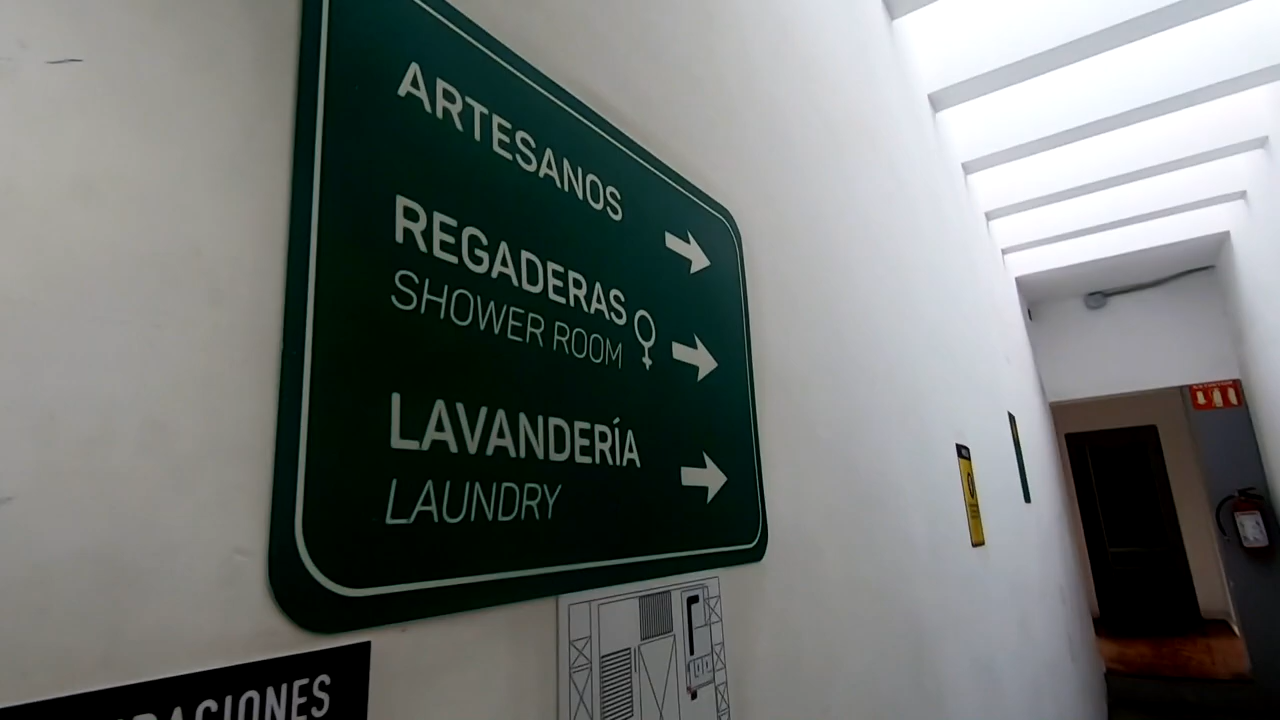 ARTESANOS
REGADERAS
SHOWER ROOM
LAVANDERÍA
LAUNDRY